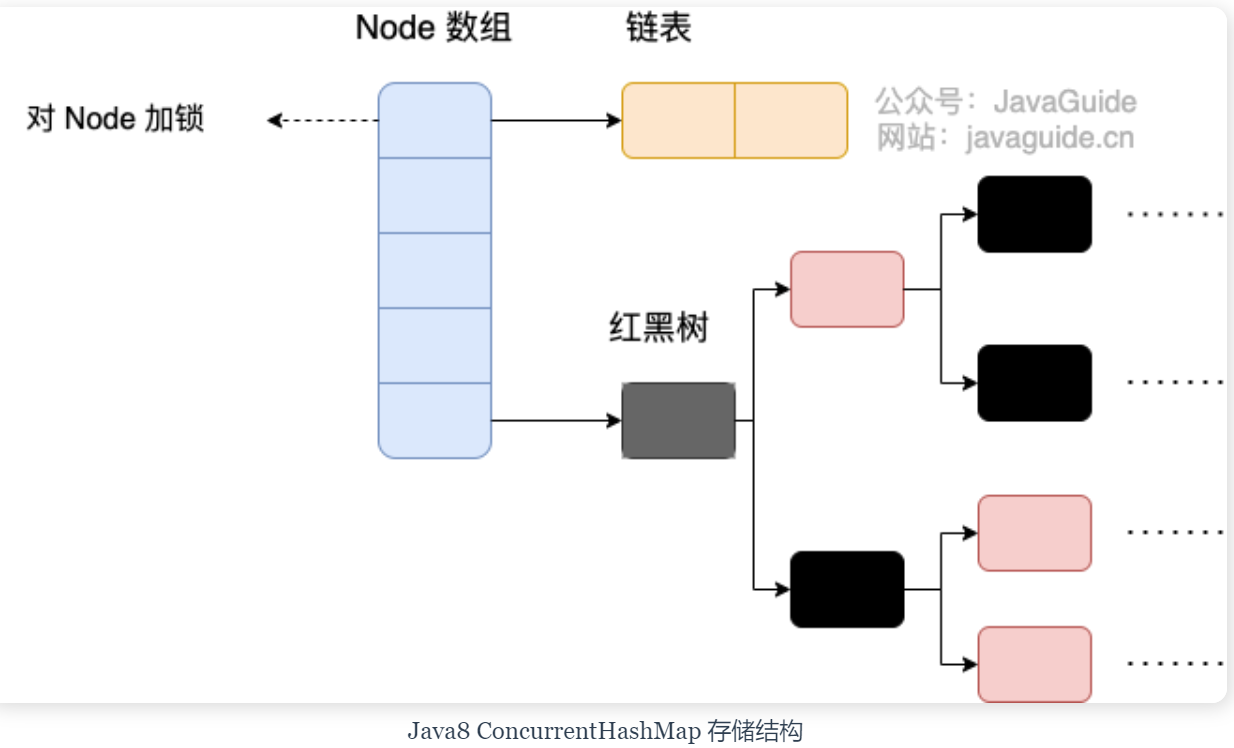 Node 数组
链表
对 Node 加锁
公众号：JavaGuide
网站：javaguide.cn
红黑树
Java8 ConcurrentHashMap 存储结构